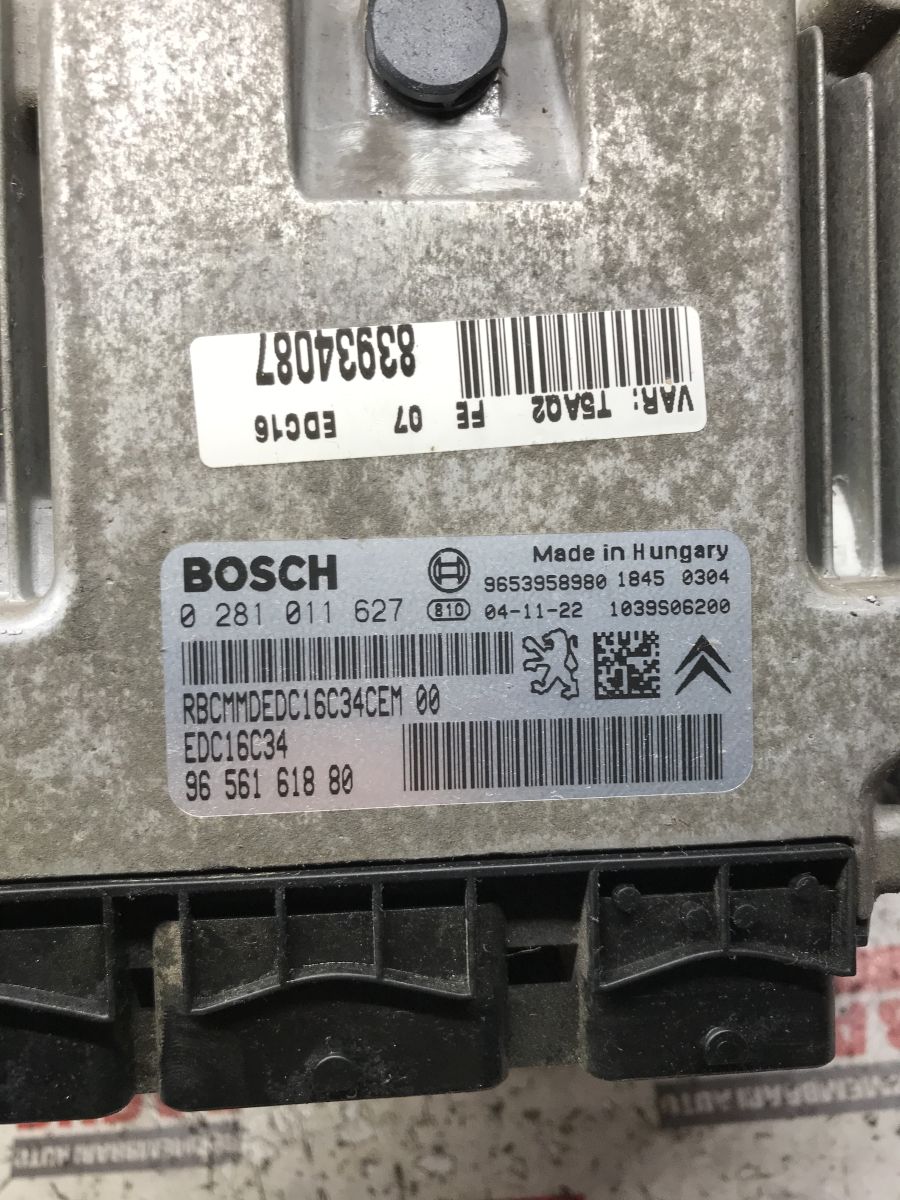 VAR: T5AQ2 FE 07 EDC16
83934087
BOSCH
Made in Hungary
9653958980 1845 0304
0 281 011 627
810
04-11-22 1039S06200
RBCMMDEDC16C34CEM 00
EDC16C34
96 561 618 80